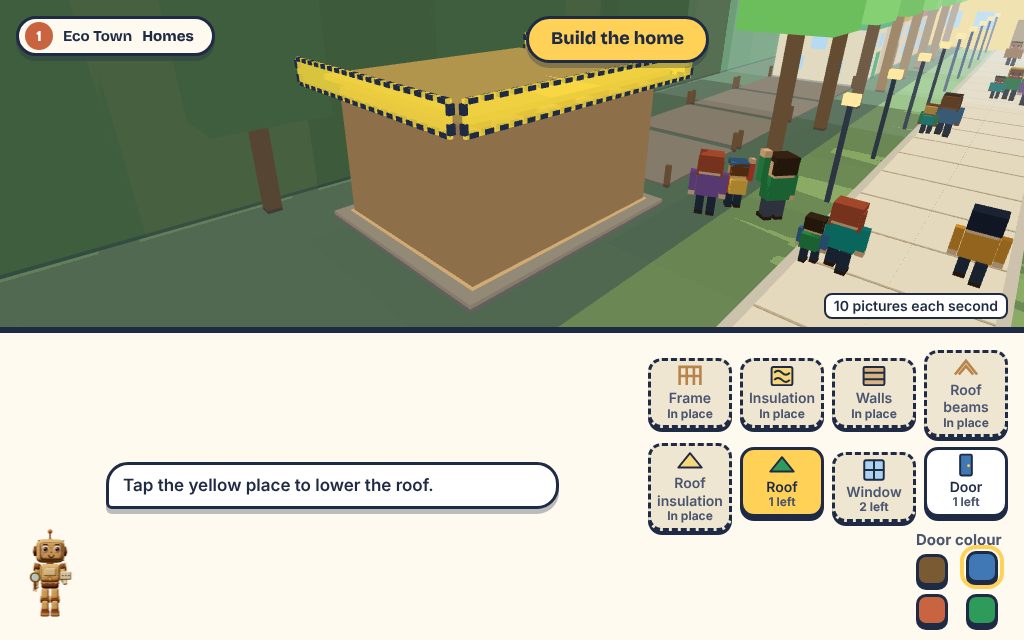 1 Eco Town Homes
Build the home
10 pictures each second
Frame
In place
Insulation
In place
Walls
In place
Roof
beams
In place
Tap the yellow place to lower the roof.
Roof
insulation
In place
Roof
1 left
Window
2 left
Door
1 left
Door colour